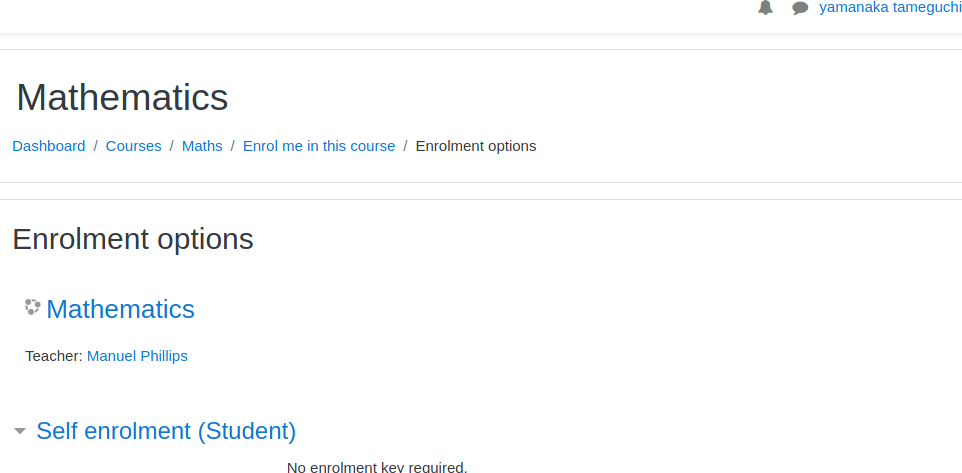 yamanaka tameguchi
Mathematics
Dashboard / Courses / Maths / Enrol me in this course / Enrolment options
Enrolment options
Mathematics
Teacher: Manuel Phillips
Self enrolment (Student)
No enrolment key required.